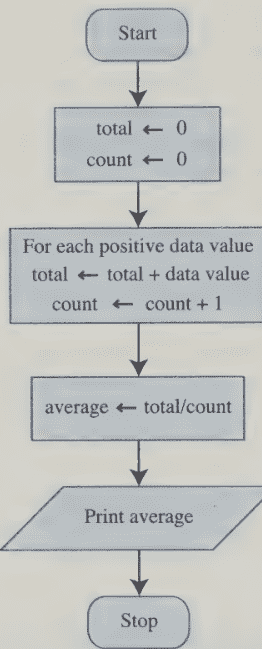 Start
total ← 0
count ← 0
For each positive data value
total ← total + data value
count ← count + 1
average ← total/count
Print average
Stop